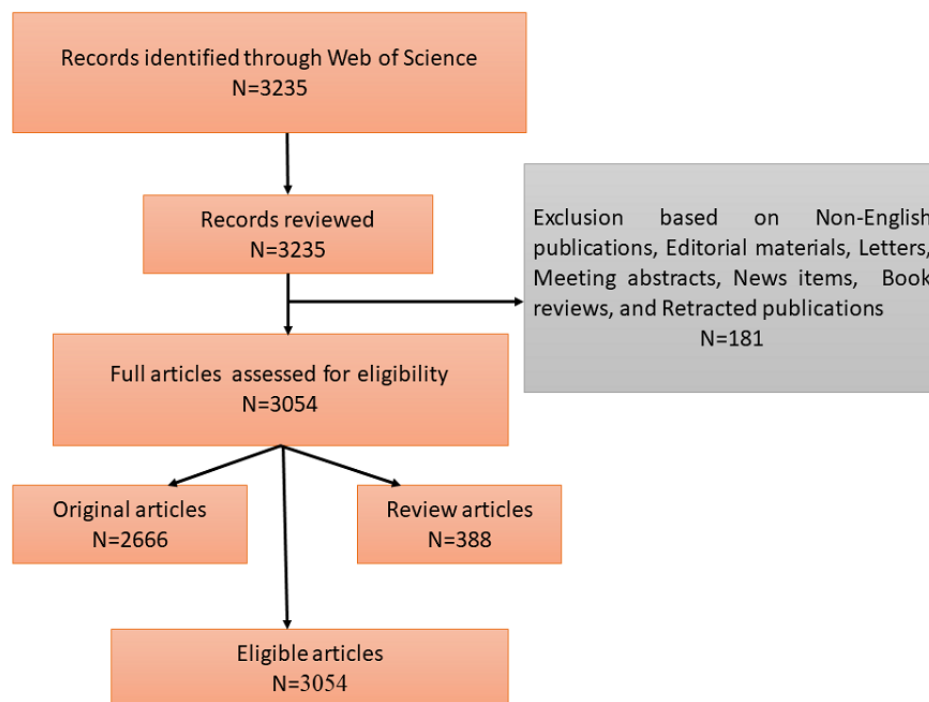 Records identified through Web of Science
N=3235
Records reviewed
N=3235
Exclusion based on Non-English
publications, Editorial materials, Letters,
Meeting abstracts, News items, Book
reviews, and Retracted publications
N=181
Full articles assessed for eligibility
N=3054
Original articles
N=2666
Review articles
N=388
Eligible articles
N=3054